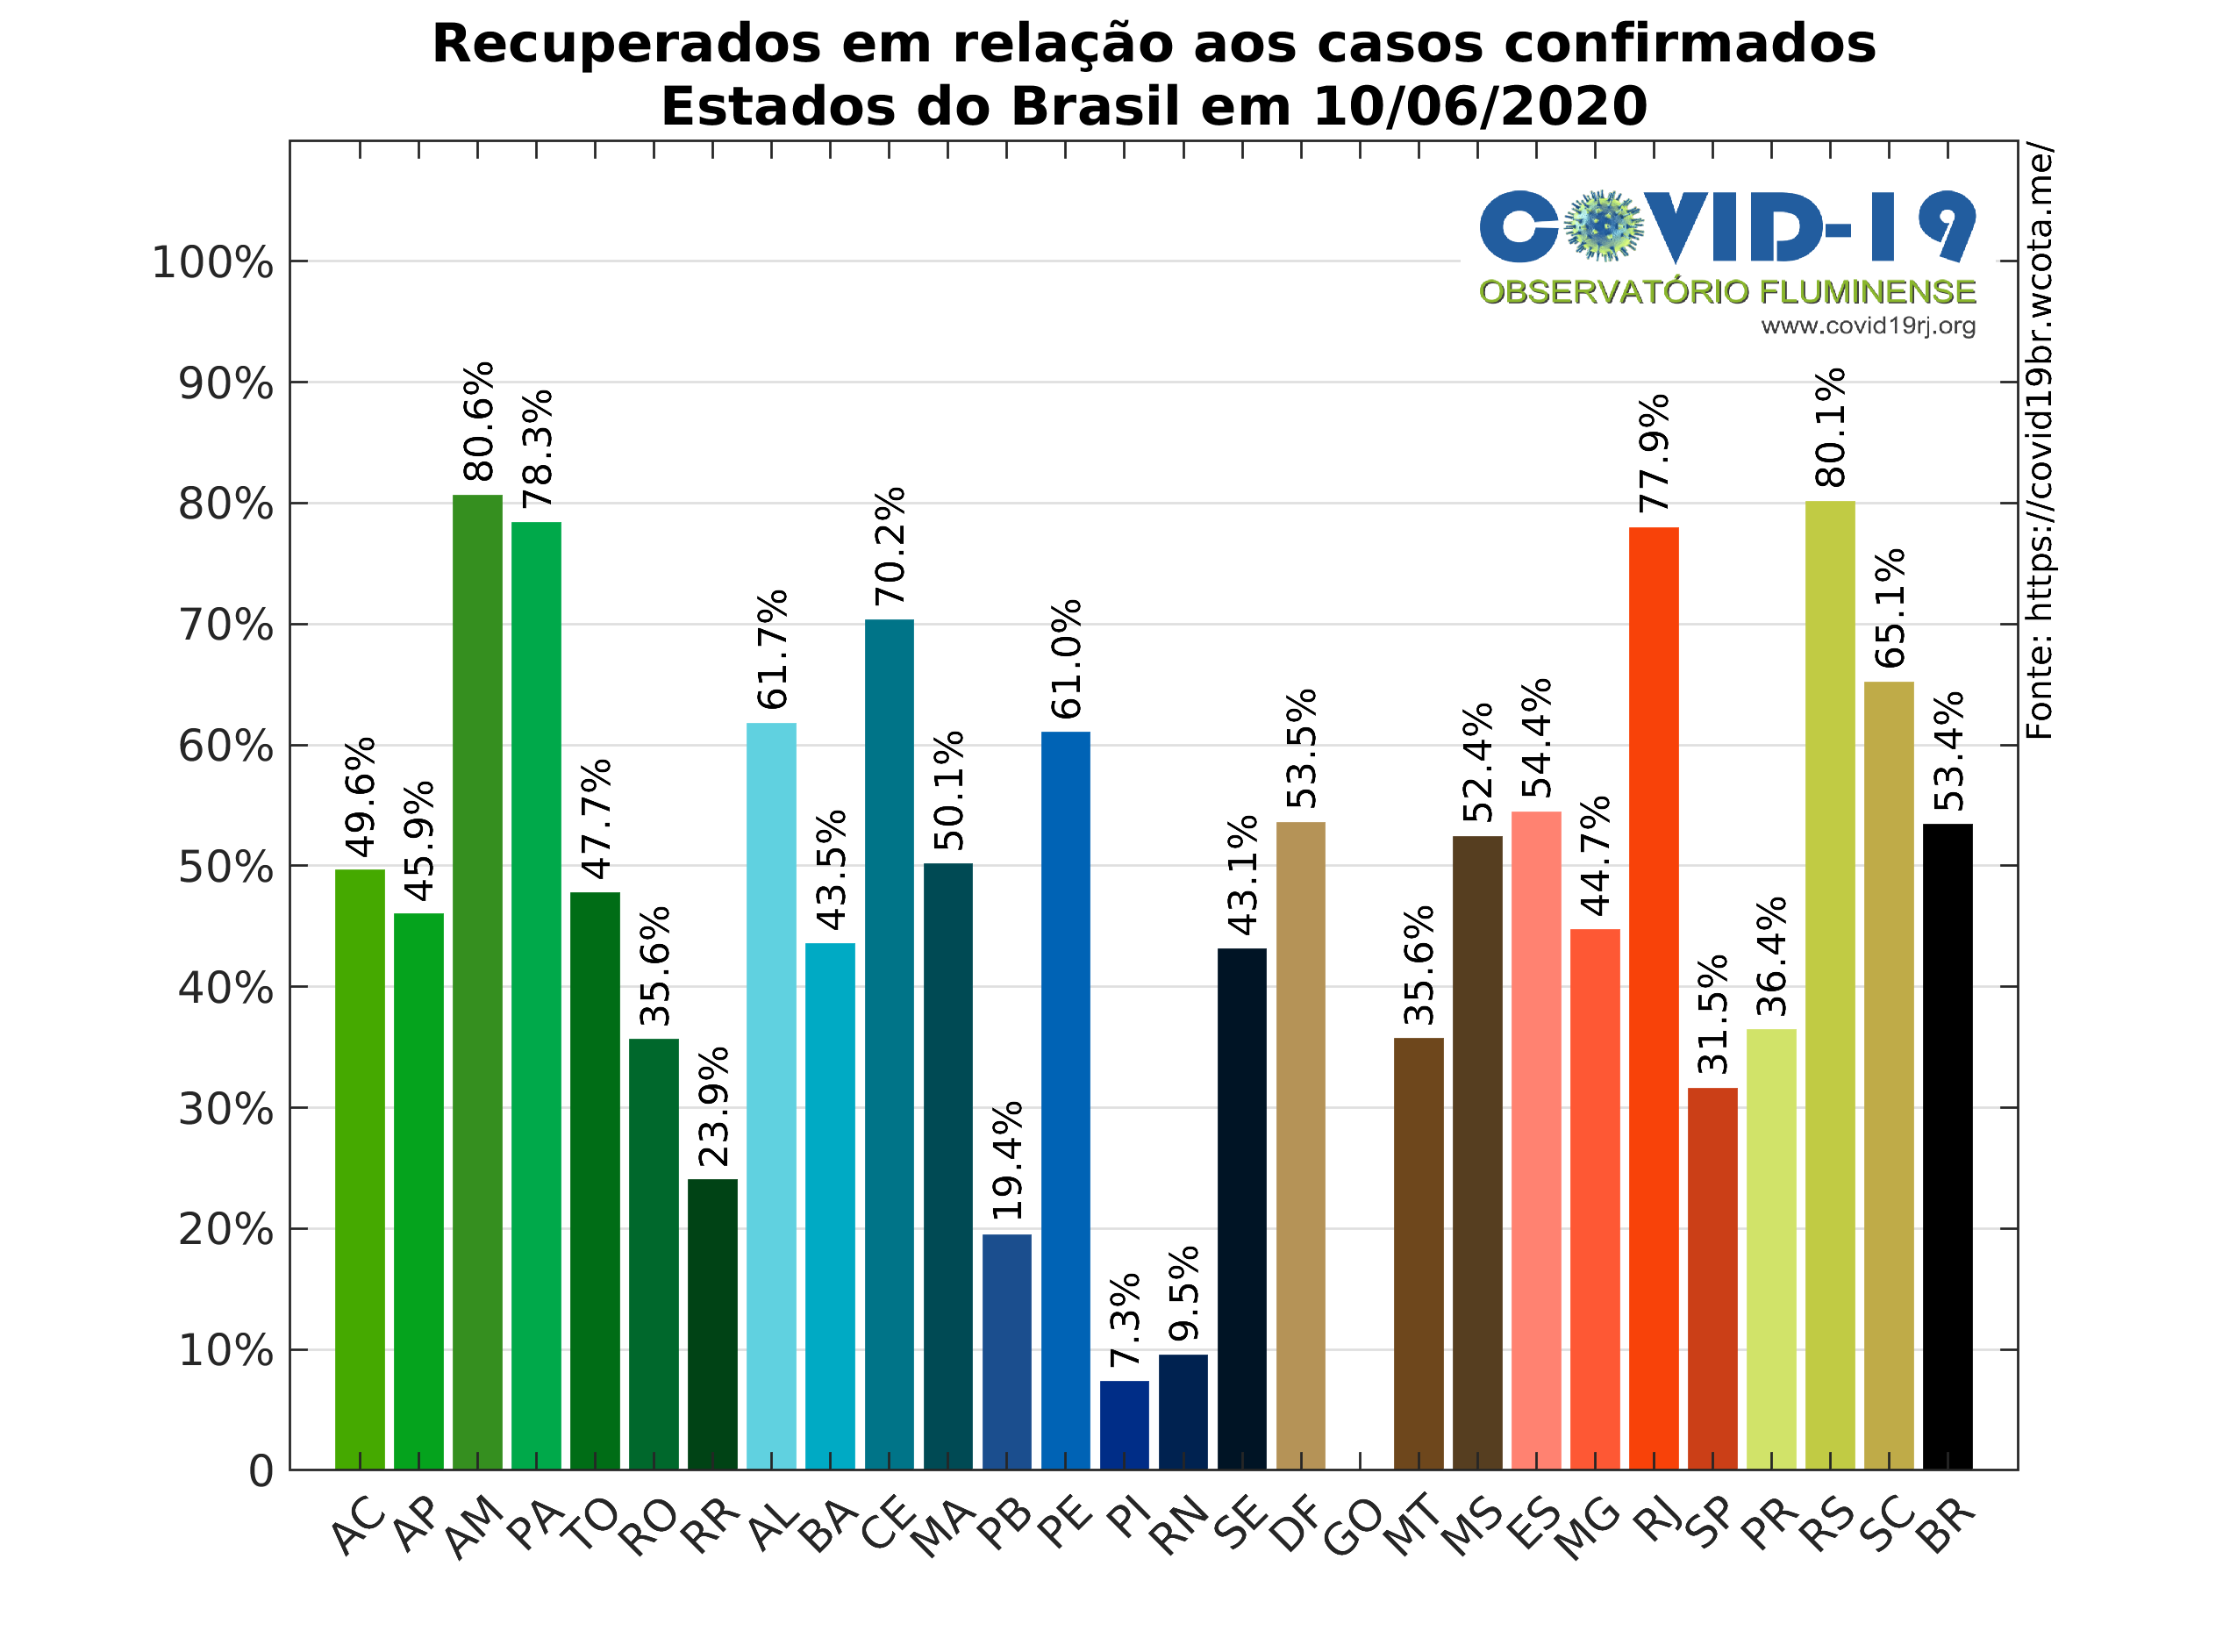 Recuperados em relação aos casos confirmados
Estados do Brasil em 10/06/2020
COVID-19
OBSERVATÓRIO FLUMINENSE
www.covid19rj.org
Fonte: https://covid19br.wcota.me/
100%
90%
80%
70%
60%
50%
40%
30%
20%
10%
0
49.6%
45.9%
80.6%
78.3%
47.7%
35.6%
23.9%
61.7%
43.5%
70.2%
50.1%
19.4%
61.0%
7.3%
9.5%
43.1%
53.5%
35.6%
52.4%
54.4%
44.7%
77.9%
31.5%
36.4%
80.1%
65.1%
53.4%
AC
AP
AM
PA
TO
RO
RR
AL
BA
CE
MA
PB
PE
PI
RN
SE
DF
GO
MT
MS
ES
MG
RJ
SP
PR
RS
SC
BR